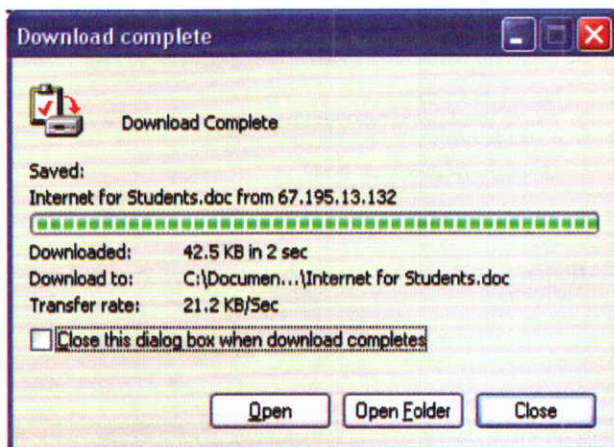 Download complete
Download Complete
Saved:
Internet for Students.doc from 67.195.13.132
Downloaded: 42.5 KB in 2 sec
Download to: C:\Documen...\Internet for Students.doc
Transfer rate: 21.2 KB/Sec
Close this dialog box when download completes
Open Open Folder Close